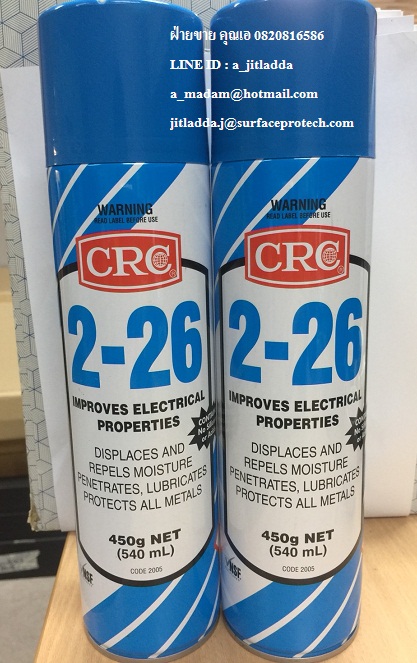 ฝ่ายขาย คุณเอ 0820816586
LINE ID : a_jitladda
a_madam@hotmail.com
jitladda.j@surfaceprotech.com
WARNING
READ LABEL BEFORE USE
CRC
2-26
IMPROVES ELECTRICAL
PROPERTIES
DISPLACES AND
REPELS MOISTURE
PENETRATES, LUBRICATES
PROTECTS ALL METALS
450g NET
(540 mL)
CODE 2005
NSF
WARNING
READ LABEL BEFORE USE
CRC
2-26
IMPROVES ELECTRICAL
PROPERTIES
DISPLACES AND
REPELS MOISTURE
PENETRATES, LUBRICATES
PROTECTS ALL METALS
450g NET
(540 mL)
CODE 2005
NSF